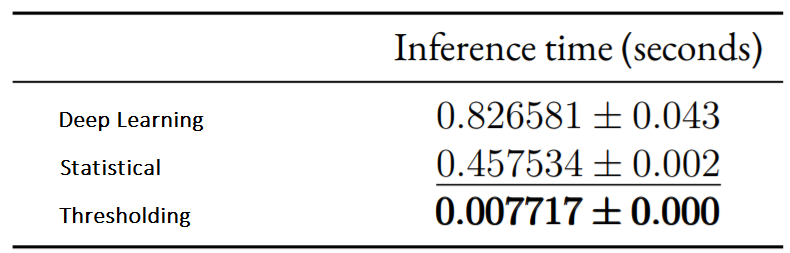 Inference time (seconds)
Deep Learning 0.826581 ± 0.043
Statistical 0.457534 ± 0.002
Thresholding 0.007717 ± 0.000